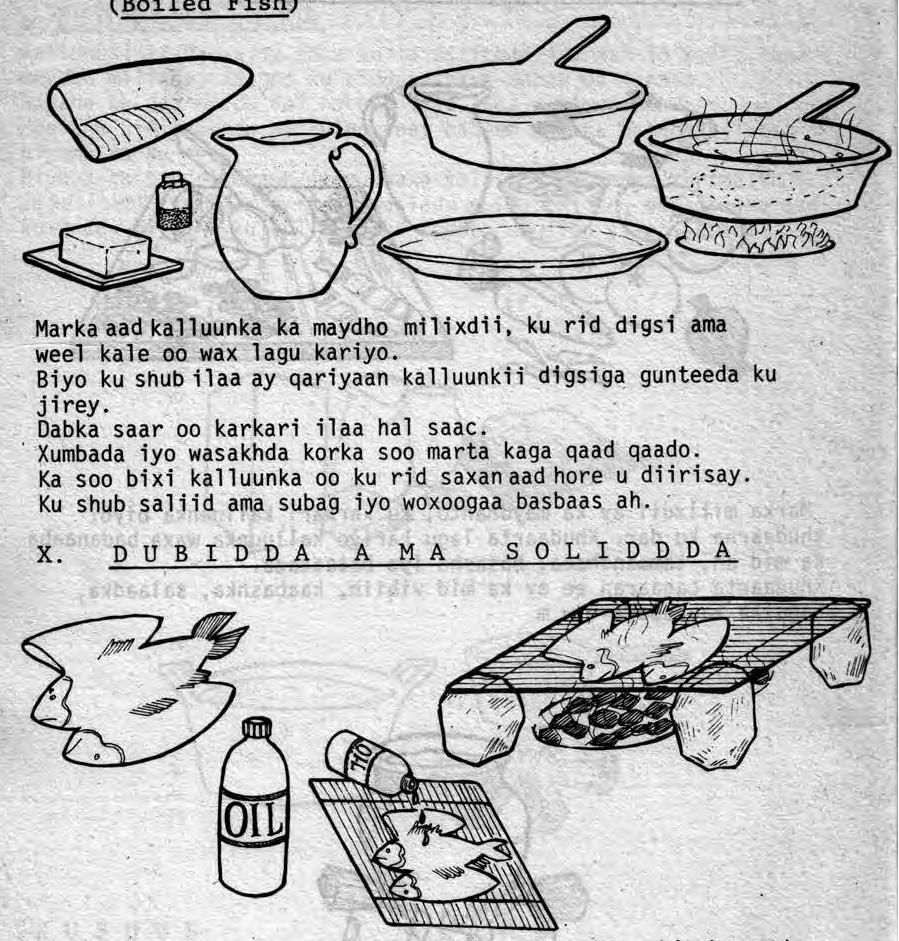 (Boiled Fish)
Marka aad kalluunka ka maydho milixdii, ku rid digsi ama
weel kale oo wax lagu kariyo.
Biyo ku shub ilaa ay qariyaan kalluunkii digsiga gunteeda ku
jirey.
Dabka saar oo karkari ilaa hal saac.
Xumbada iyo wasakhda korka soo marta kaga qaad qaado.
Ka soo bixi kalluunka oo ku rid saxan aad hore u diirisay.
Ku shub saliid ama subag iyo woxoogaa basbaas ah.
X. DUBIDDA AMA SOLIDDDA
OIL
OIL